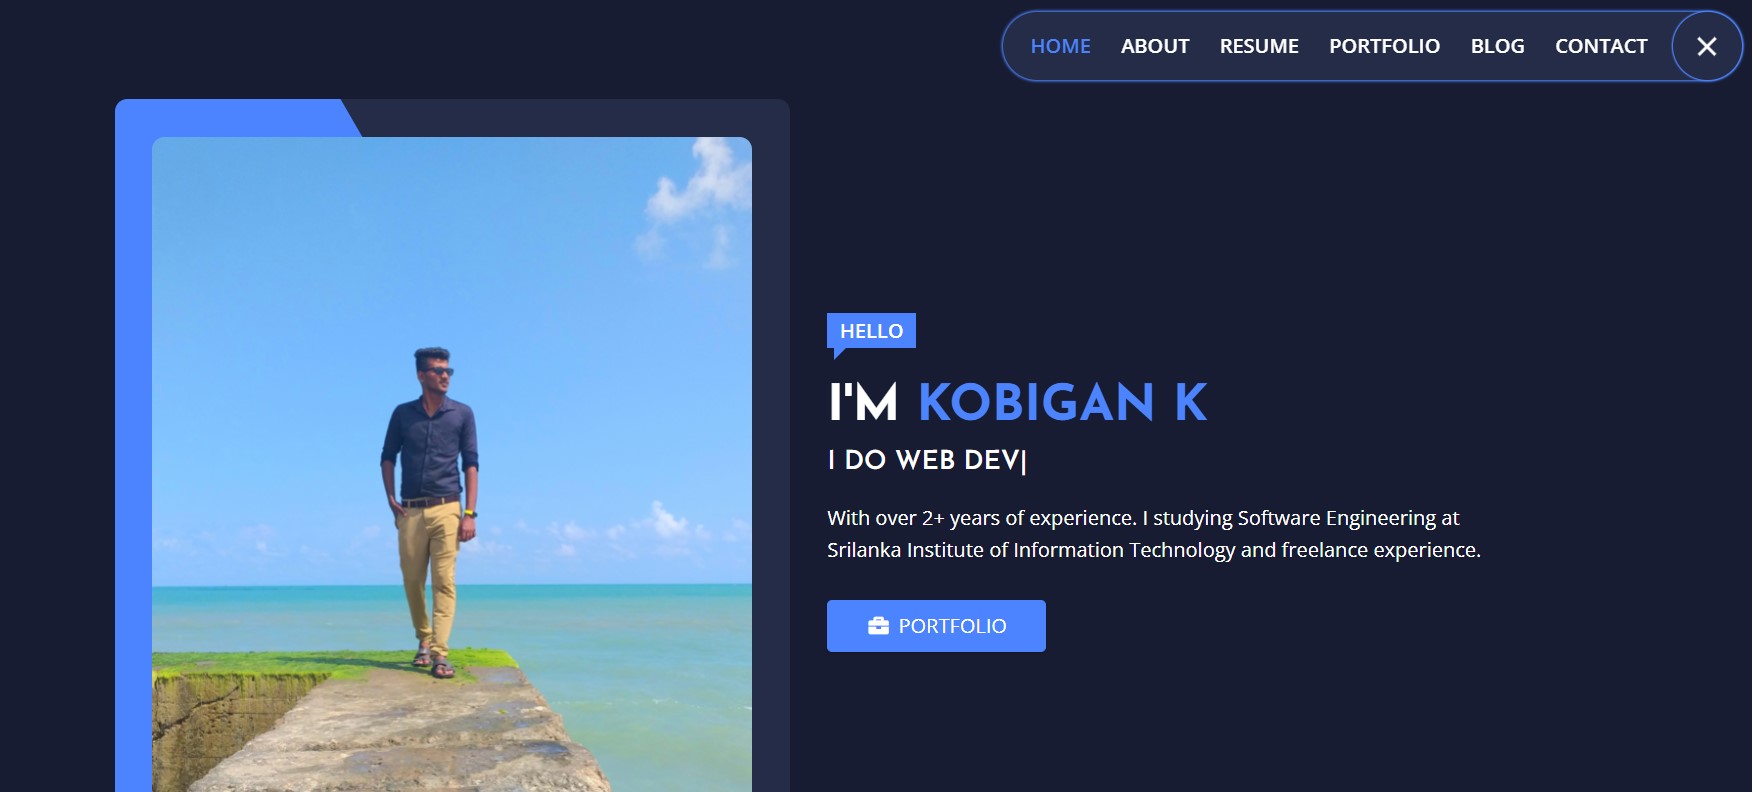 HOME ABOUT RESUME PORTFOLIO BLOG CONTACT
HELLO
I'M KOBIGAN K
I DO WEB DEV|
With over 2+ years of experience. I studying Software Engineering at
Srilanka Institute of Information Technology and freelance experience.
PORTFOLIO